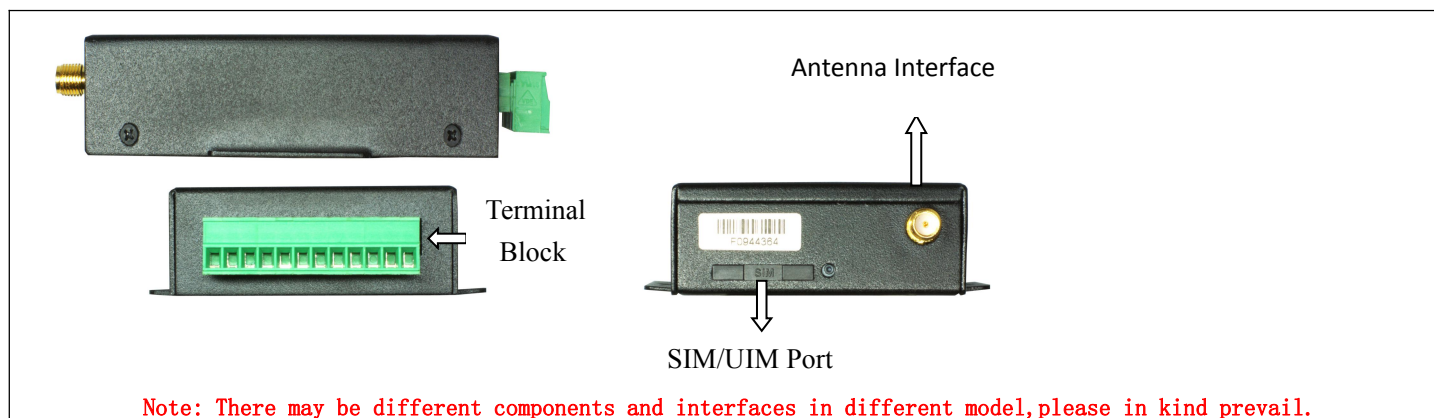 Antenna Interface
Terminal
Block
F0944364
SIM
SIM/UIM Port
Note: There may be different components and interfaces in different model,please in kind prevail.